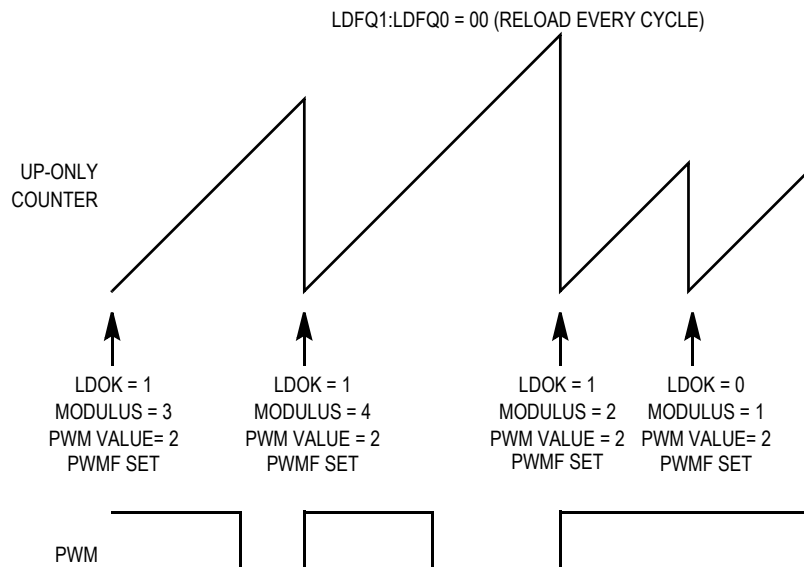 LDFQ1:LDFQ0 = 00 (RELOAD EVERY CYCLE)
UP-ONLY
COUNTER
LDOK = 1
MODULUS = 3
PWM VALUE= 2
PWMF SET
LDOK = 1
MODULUS = 4
PWM VALUE= 2
PWMF SET
LDOK = 1
MODULUS = 2
PWM VALUE= 2
PWMF SET
LDOK = 0
MODULUS = 1
PWM VALUE= 2
PWMF SET
PWM